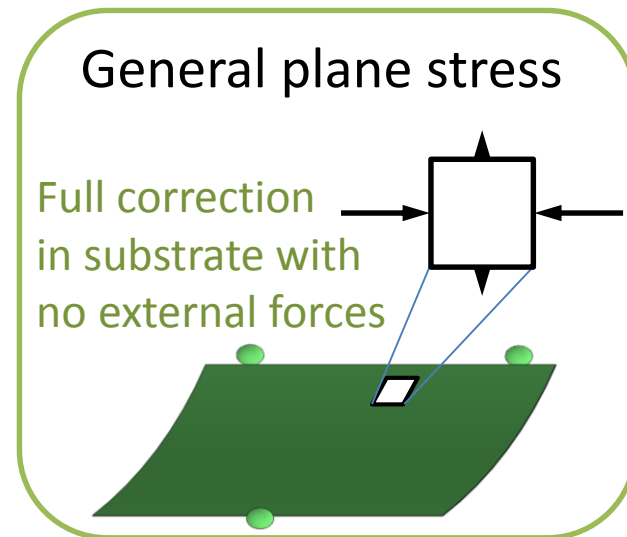 General plane stress
Full correction
in substrate with
no external forces